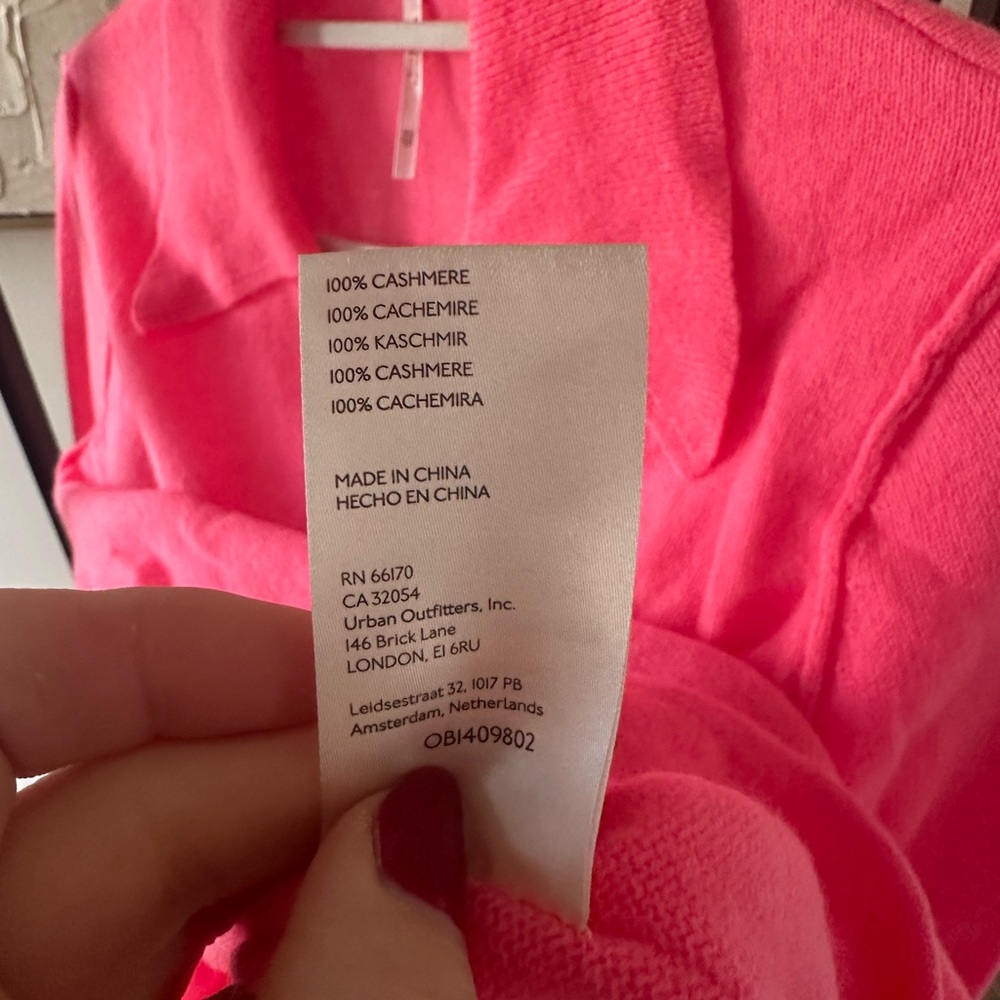 100% CASHMERE
100% CACHEMIRE
100% KASCHMIR
100% CASHMERE
100% CACHEMIRA
MADE IN CHINA
HECHO EN CHINA
RN 66170
CA 32054
Urban Outfitters, Inc.
146 Brick Lane
LONDON, E1 6RU
Leidsestraat 32, 1017 PB
Amsterdam, Netherlands
OB1409802